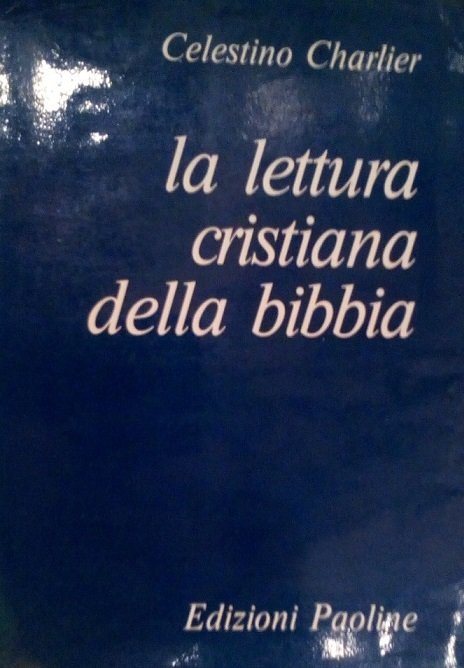 Celestino Charlier
la lettura
cristiana
della bibbia
Edizioni Paoline